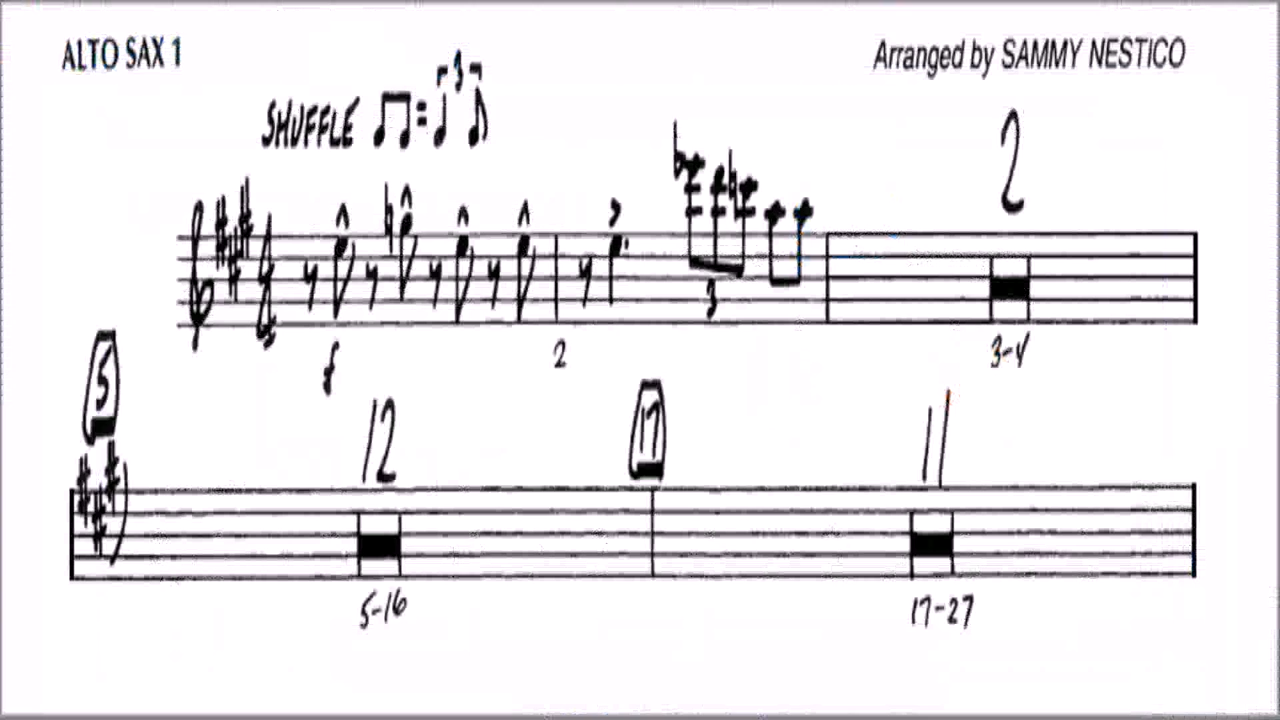 ALTO SAX 1
Arranged by SAMMY NESTICO
SHUFFLE = 3
2
3
f
2
3-4
5
12
17
11
5-16
17-27